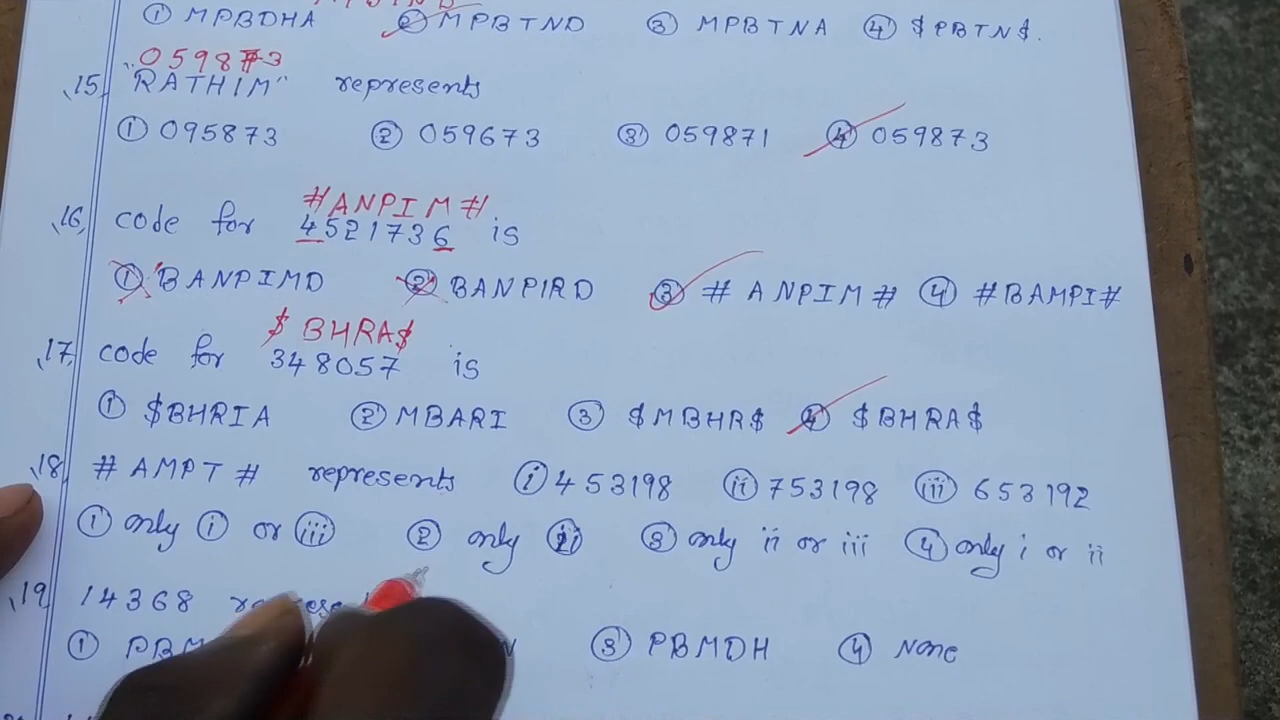 ① MPBDHA ② MPBTND ③ MPBTNA ④ $PBTN$.
059873
15, "RATHIM" represents
① 095873 ② 059673 ③ 059871 ④ 059873
#ANPIM#
16, code for 4521736 is
① BANPIMD ② BANPIRD ③ #ANPIM# ④ #BAMPI#
$BHRA$
17, code for 348057 is
① $BHRIA ② MBARI ③ $MBHR$ ④ $BHRA$
18, #AMPT# represents ⓘ 453198 ii 753198 iii 653192
① only ⓘ or iii ② only ii ③ only ii or iii ④ only i or ii
19, 14368
① ③ PBMDH ④ None